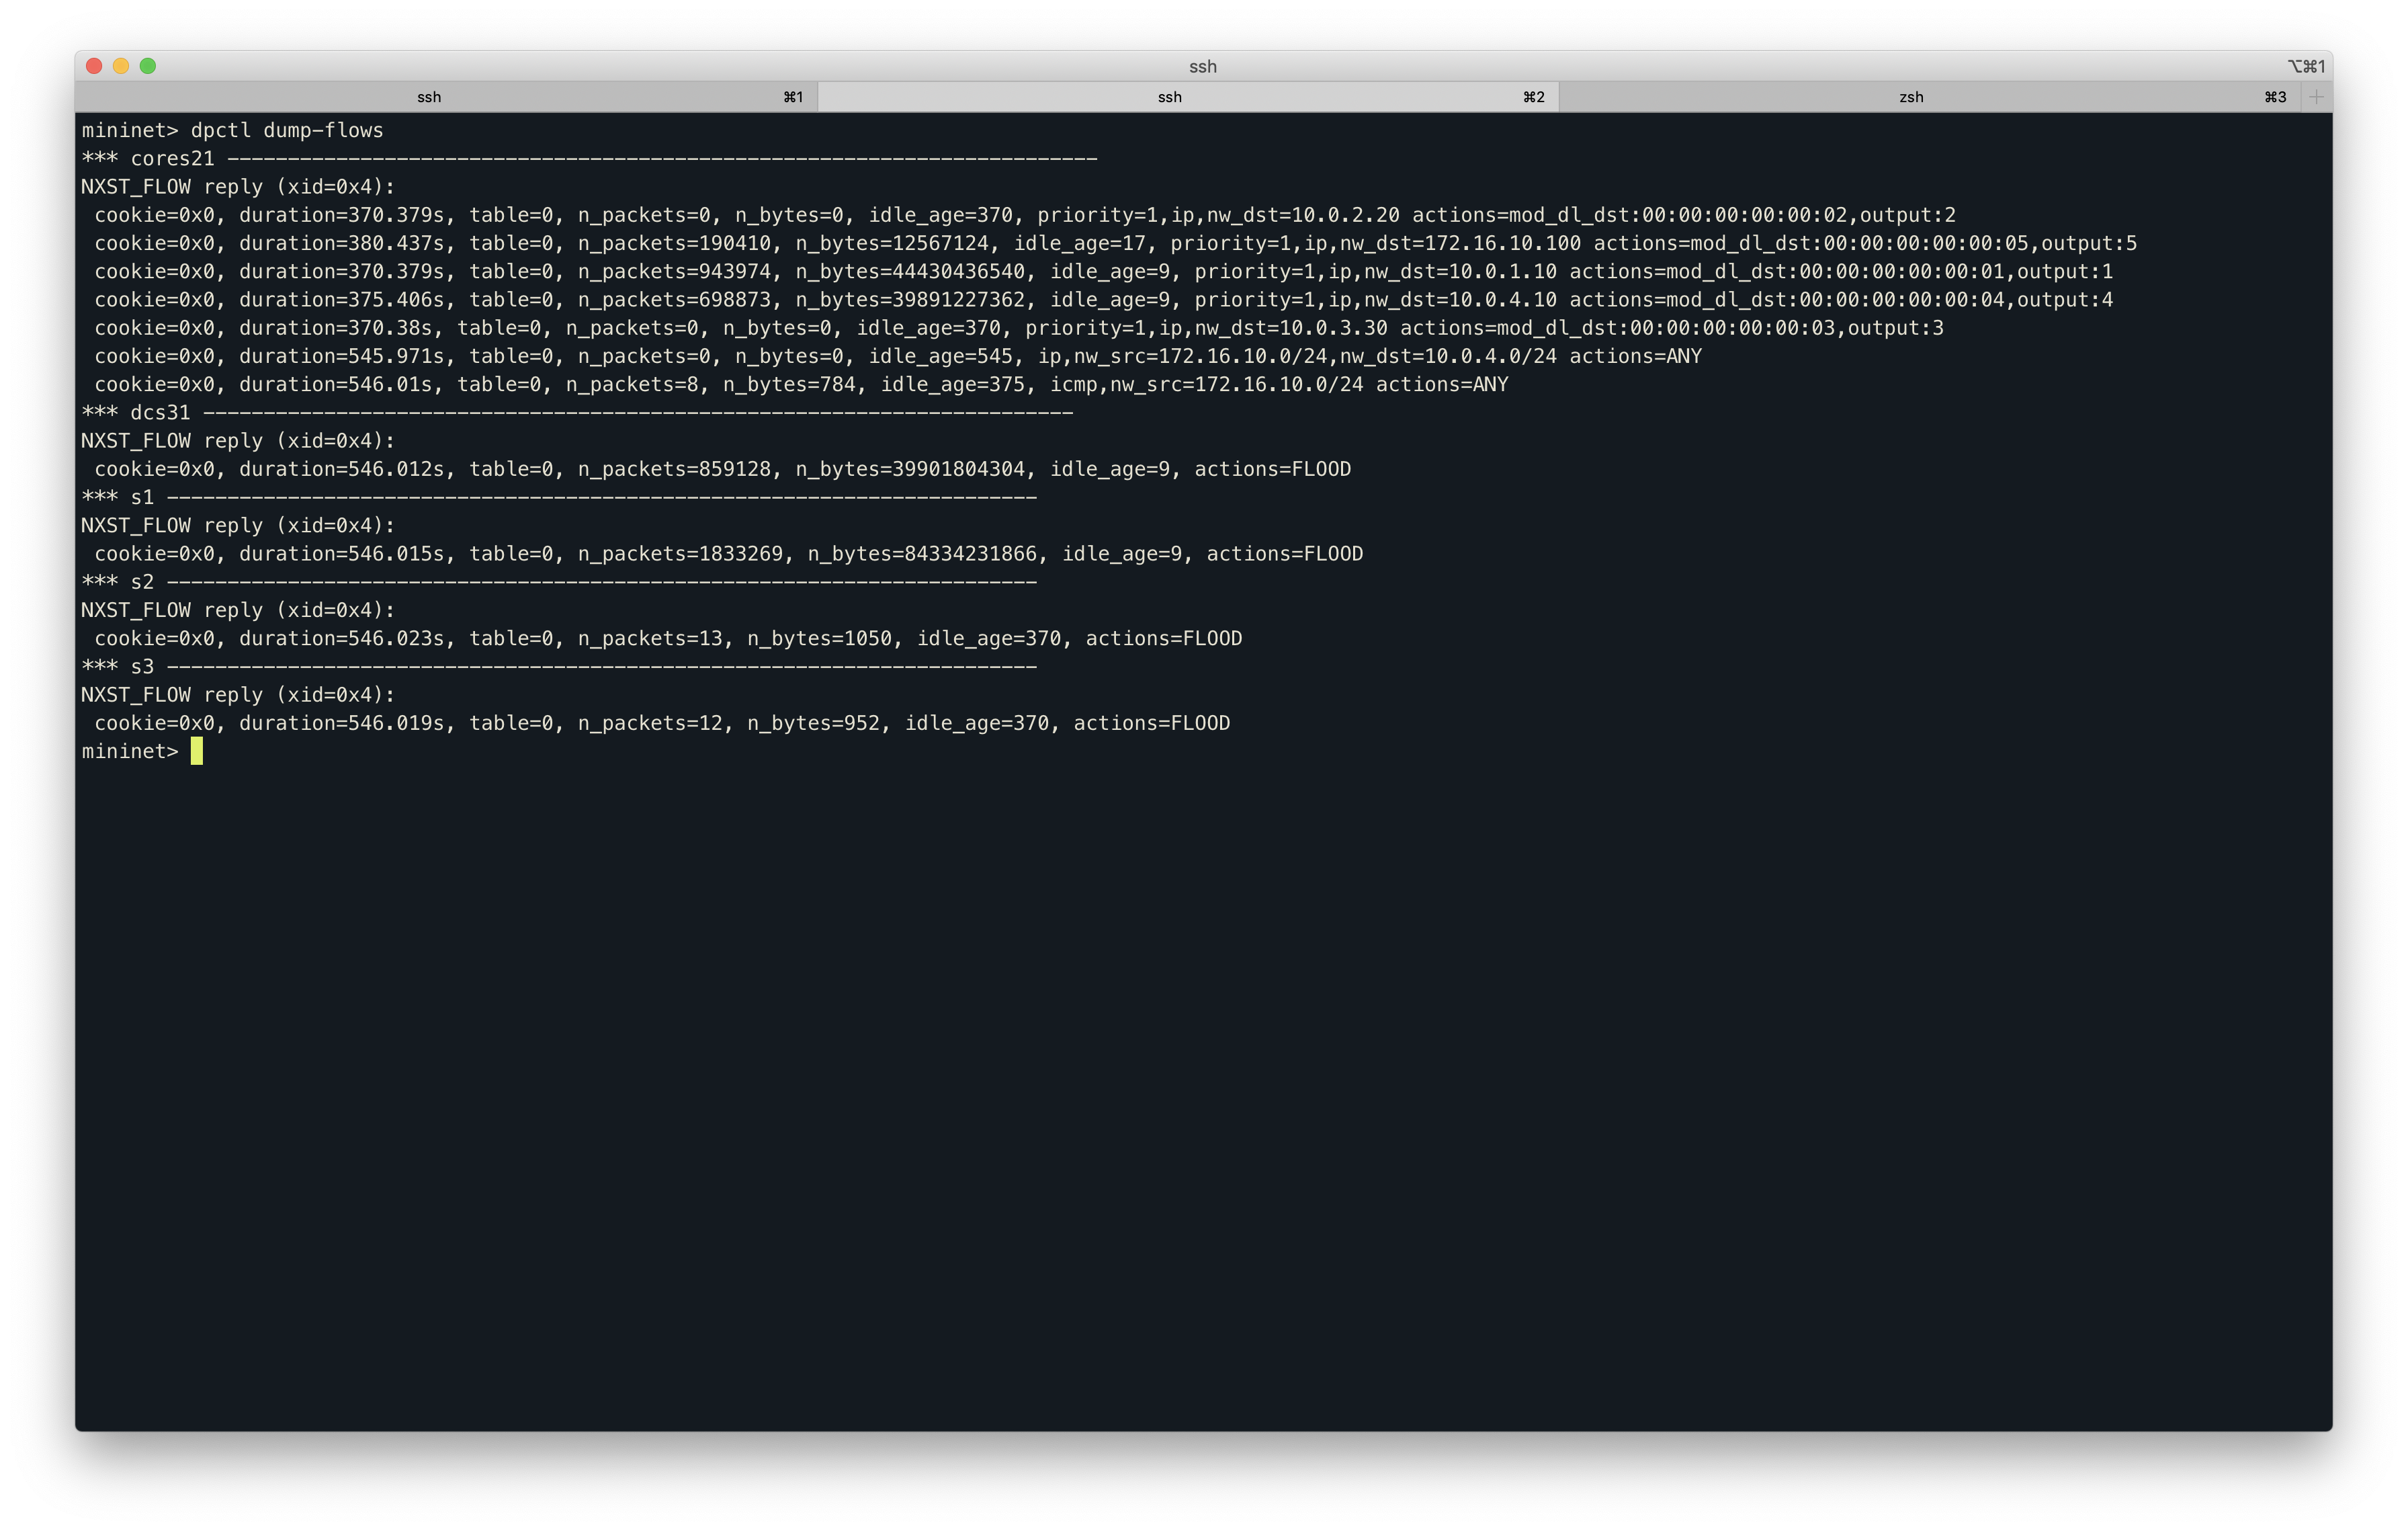 ssh
⌥⌘1
ssh ⌘1 ssh ⌘2 zsh ⌘3 +
mininet> dpctl dump-flows
*** cores21 ------------------------------------------------------------------------
NXST_FLOW reply (xid=0x4):
 cookie=0x0, duration=370.379s, table=0, n_packets=0, n_bytes=0, idle_age=370, priority=1,ip,nw_dst=10.0.2.20 actions=mod_dl_dst:00:00:00:00:00:02,output:2
 cookie=0x0, duration=380.437s, table=0, n_packets=190410, n_bytes=12567124, idle_age=17, priority=1,ip,nw_dst=172.16.10.100 actions=mod_dl_dst:00:00:00:00:00:05,output:5
 cookie=0x0, duration=370.379s, table=0, n_packets=943974, n_bytes=44430436540, idle_age=9, priority=1,ip,nw_dst=10.0.1.10 actions=mod_dl_dst:00:00:00:00:00:01,output:1
 cookie=0x0, duration=375.406s, table=0, n_packets=698873, n_bytes=39891227362, idle_age=9, priority=1,ip,nw_dst=10.0.4.10 actions=mod_dl_dst:00:00:00:00:00:04,output:4
 cookie=0x0, duration=370.38s, table=0, n_packets=0, n_bytes=0, idle_age=370, priority=1,ip,nw_dst=10.0.3.30 actions=mod_dl_dst:00:00:00:00:00:03,output:3
 cookie=0x0, duration=545.971s, table=0, n_packets=0, n_bytes=0, idle_age=545, ip,nw_src=172.16.10.0/24,nw_dst=10.0.4.0/24 actions=ANY
 cookie=0x0, duration=546.01s, table=0, n_packets=8, n_bytes=784, idle_age=375, icmp,nw_src=172.16.10.0/24 actions=ANY
*** dcs31 ------------------------------------------------------------------------
NXST_FLOW reply (xid=0x4):
 cookie=0x0, duration=546.012s, table=0, n_packets=859128, n_bytes=39901804304, idle_age=9, actions=FLOOD
*** s1 ------------------------------------------------------------------------
NXST_FLOW reply (xid=0x4):
 cookie=0x0, duration=546.015s, table=0, n_packets=1833269, n_bytes=84334231866, idle_age=9, actions=FLOOD
*** s2 ------------------------------------------------------------------------
NXST_FLOW reply (xid=0x4):
 cookie=0x0, duration=546.023s, table=0, n_packets=13, n_bytes=1050, idle_age=370, actions=FLOOD
*** s3 ------------------------------------------------------------------------
NXST_FLOW reply (xid=0x4):
 cookie=0x0, duration=546.019s, table=0, n_packets=12, n_bytes=952, idle_age=370, actions=FLOOD
mininet>